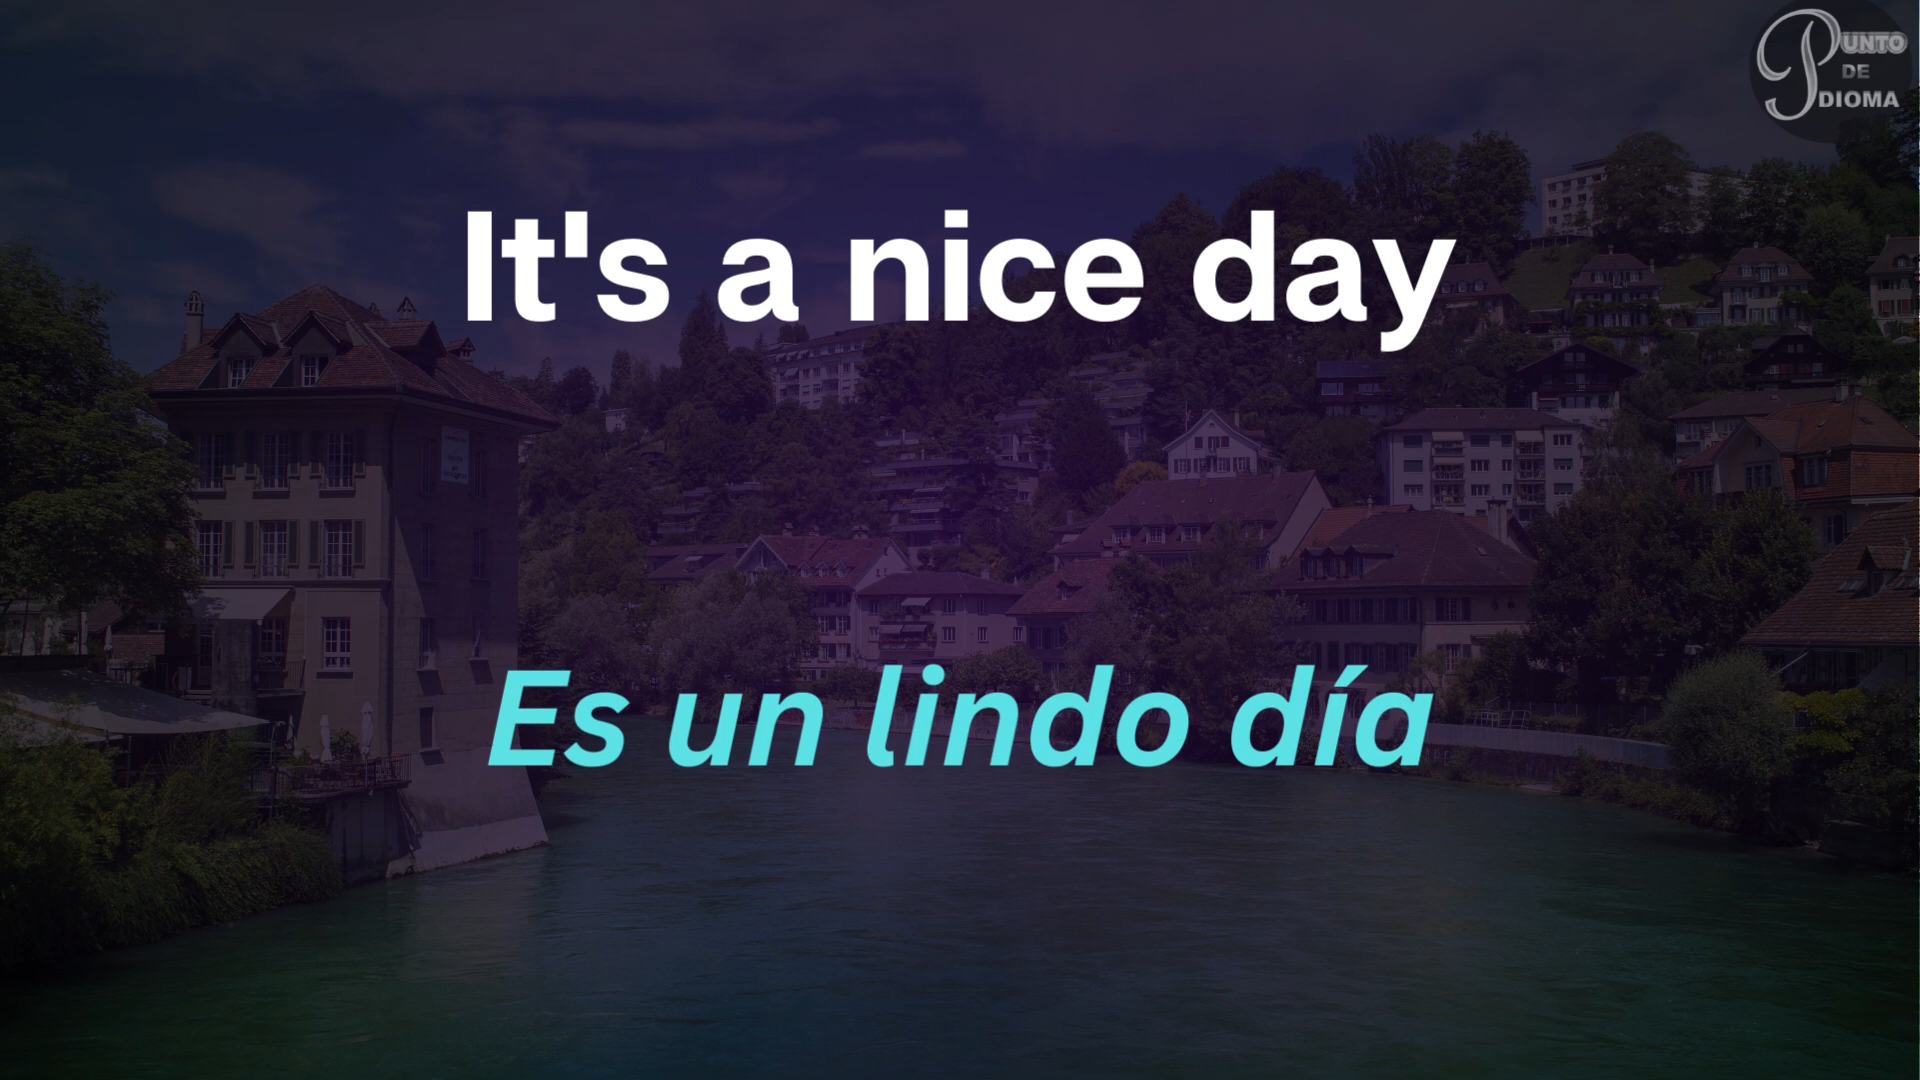 PUNTO
DE
IDIOMA
It's a nice day
Es un lindo día